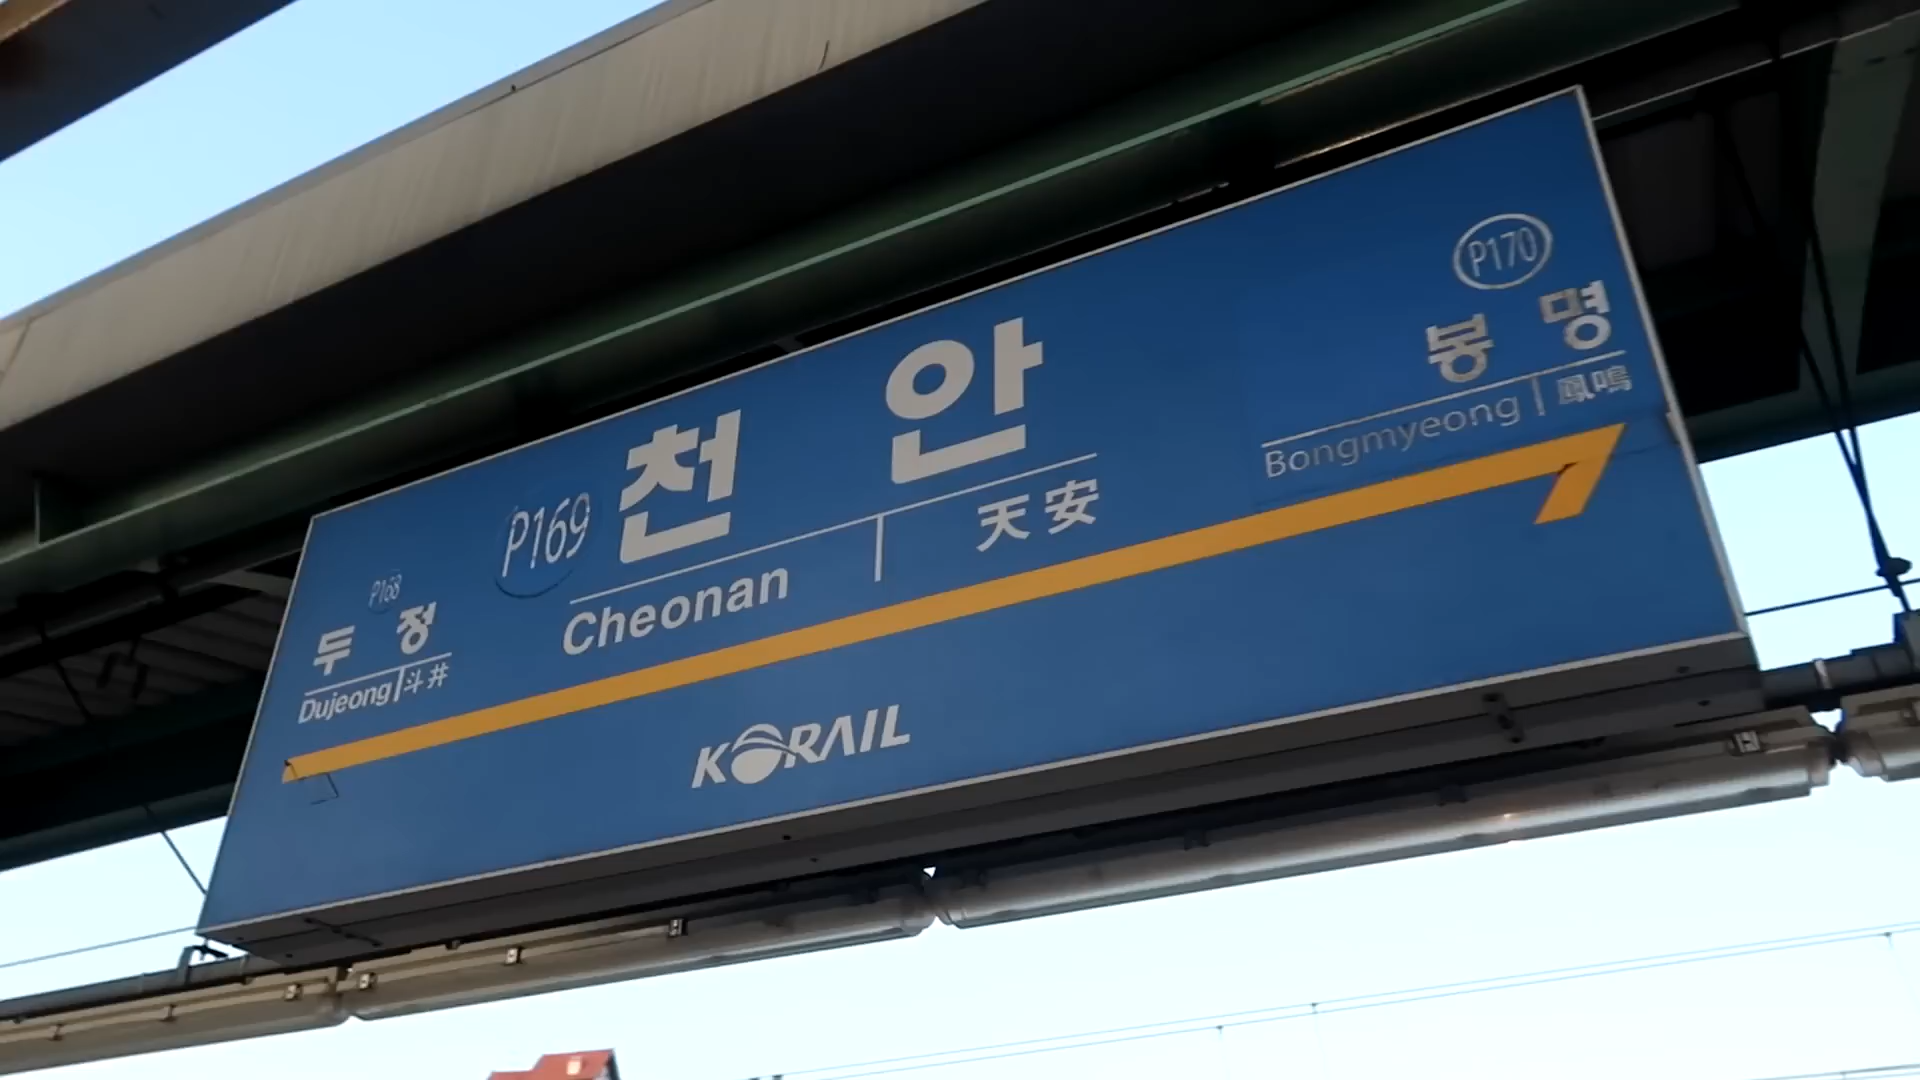 P168
두정
Dujeong | 斗井
P169 천안
Cheonan | 天安
P170
봉명
Bongmyeong | 鳳鳴
KORAIL